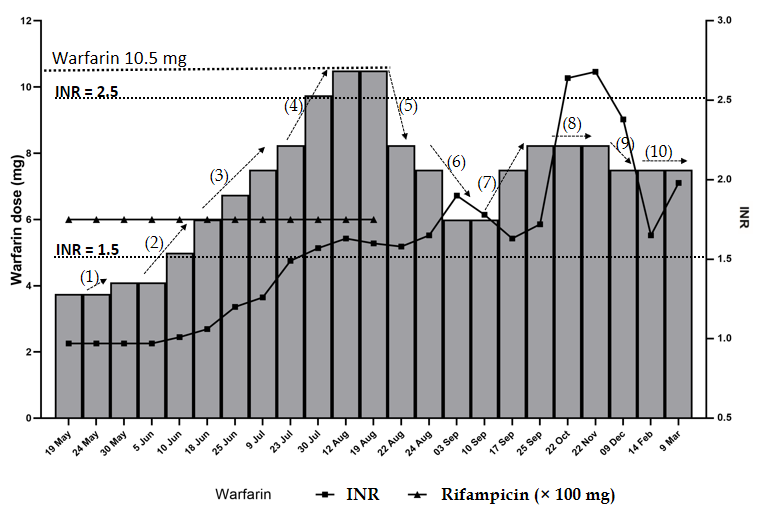 12
10
8
6
4
2
0
Warfarin dose (mg)
3.0
2.5
2.0
1.5
1.0
0.5
INR
Warfarin 10.5 mg
INR = 2.5
INR = 1.5
(1)
(2)
(3)
(4)
(5)
(6)
(7)
(8)
(9)
(10)
19 May
24 May
30 May
5 Jun
10 Jun
18 Jun
25 Jun
9 Jul
23 Jul
30 Jul
12 Aug
19 Aug
22 Aug
24 Aug
03 Sep
10 Sep
17 Sep
25 Sep
22 Oct
22 Nov
09 Dec
14 Feb
9 Mar
Warfarin INR Rifampicin (× 100 mg)